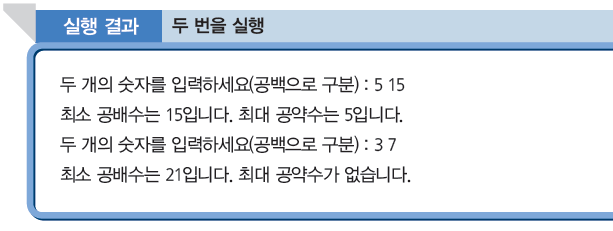 실행 결과 두 번을 실행
두 개의 숫자를 입력하세요(공백으로 구분) : 5 15
최소 공배수는 15입니다. 최대 공약수는 5입니다.
두 개의 숫자를 입력하세요(공백으로 구분) : 3 7
최소 공배수는 21입니다. 최대 공약수가 없습니다.